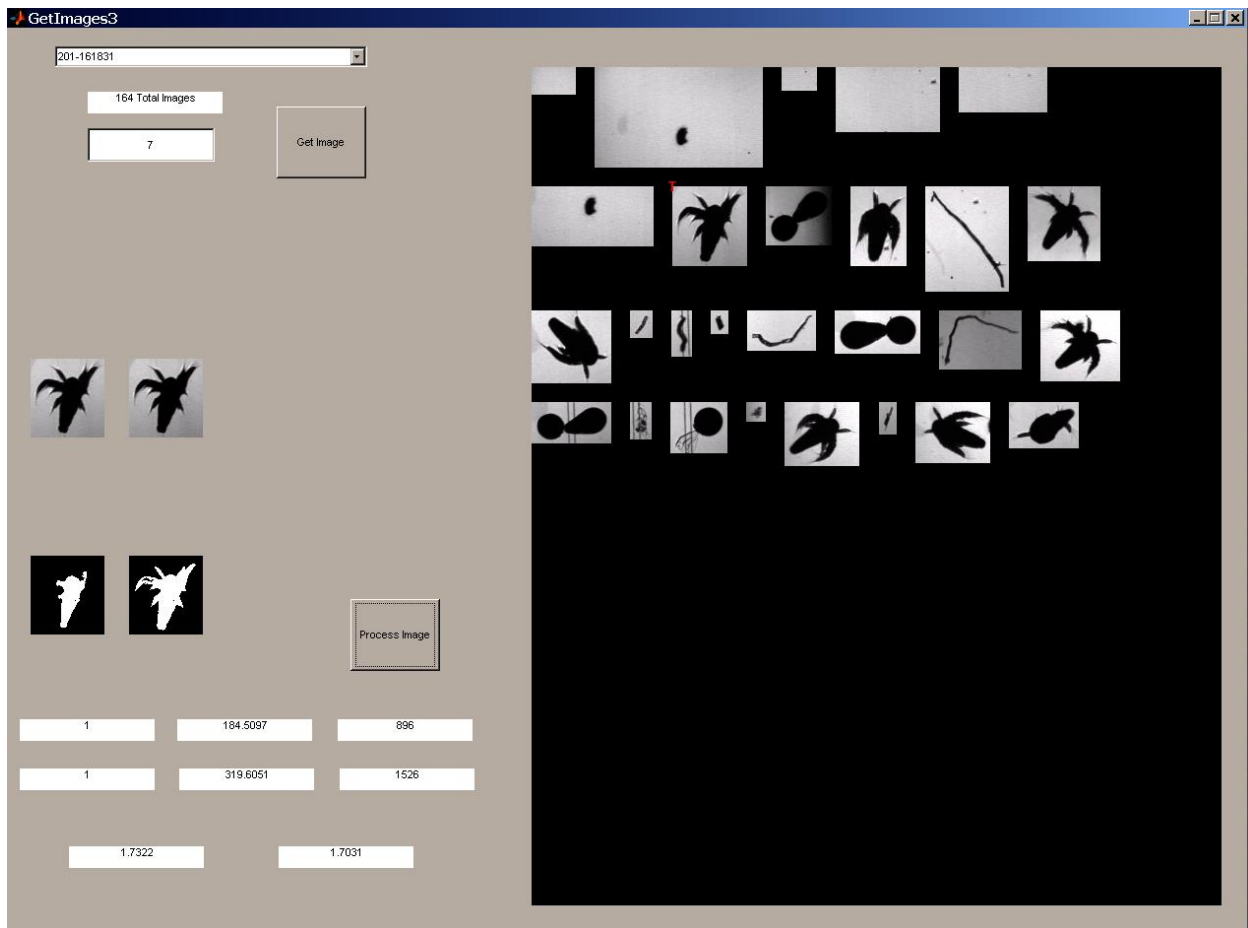 GetImages3
201-161831
164 Total Images
7
Get Image
T
Process Image
1 184.5097 896
1 319.6051 1526
1.7322 1.7031